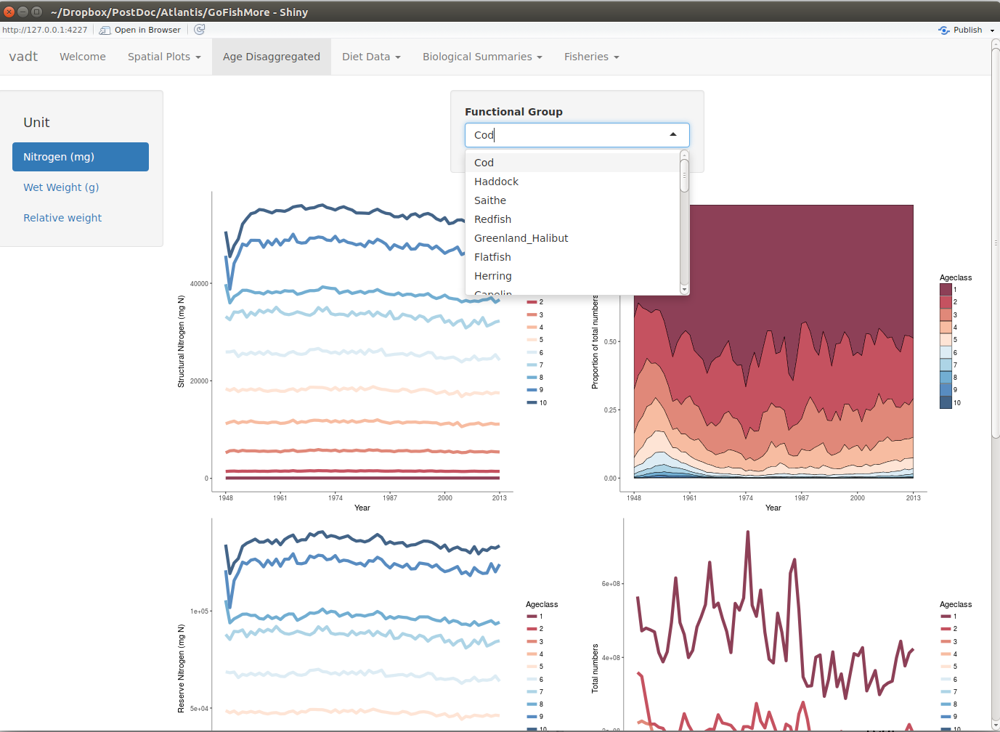 ~/Dropbox/PostDoc/Atlantis/GoFishMore - Shiny
http://127.0.0.1:4227 Open in Browser Publish
vadt Welcome Spatial Plots Age Disaggregated Diet Data Biological Summaries Fisheries
Unit
Nitrogen (mg)
Wet Weight (g)
Relative weight
Functional Group
Cod
Cod
Haddock
Saithe
Redfish
Greenland_Halibut
Flatfish
Herring
Capelin
Structural Nitrogen (mg N)
40000
20000
0
1948 1961 1974 1987 2000 2013
Year
2
3
4
5
6
7
8
9
10
Proportion of total numbers
0.50
0.25
0.00
1948 1961 1974 1987 2000 2013
Year
Ageclass
1
2
3
4
5
6
7
8
9
10
Reserve Nitrogen (mg N)
1e+05
5e+04
Ageclass
1
2
3
4
5
6
7
8
9
10
Total numbers
6e+08
4e+08
2e+08
Ageclass
1
2
3
4
5
6
7
8
9
10